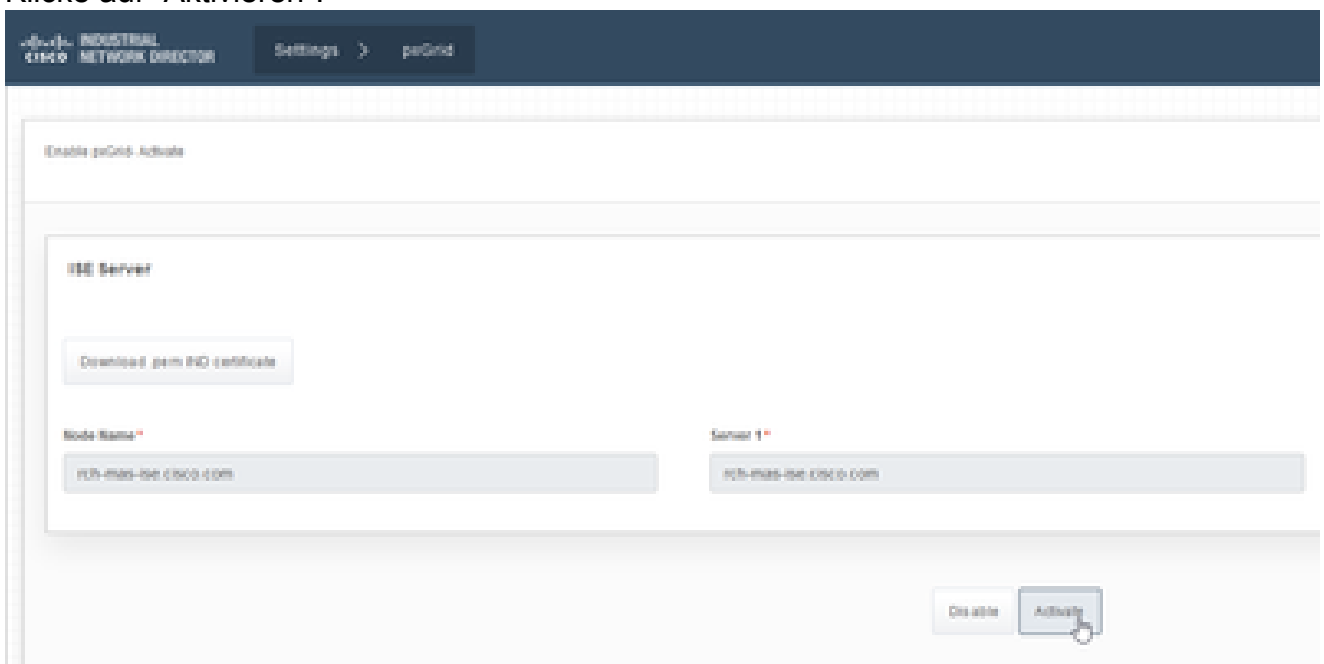 Klicke auf "Aktivieren".
CISCO INDUSTRIAL NETWORK DIRECTOR
Settings > pxGrid
Enable pxGrid- Activate
ISE Server
Download .pem IND certificate
Node Name* Server 1*
rch-mas-ise.cisco.com rch-mas-ise.cisco.com
Disable Activate